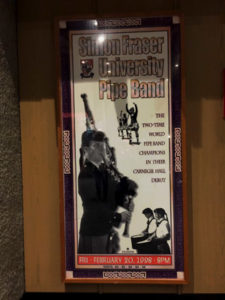 Simon Fraser
University
Pipe Band
THE
TWO-TIME
WORLD
PIPE BAND
CHAMPIONS
IN THEIR
CARNEGIE HALL
DEBUT
FRI - FEBRUARY 20, 1998 - 8PM